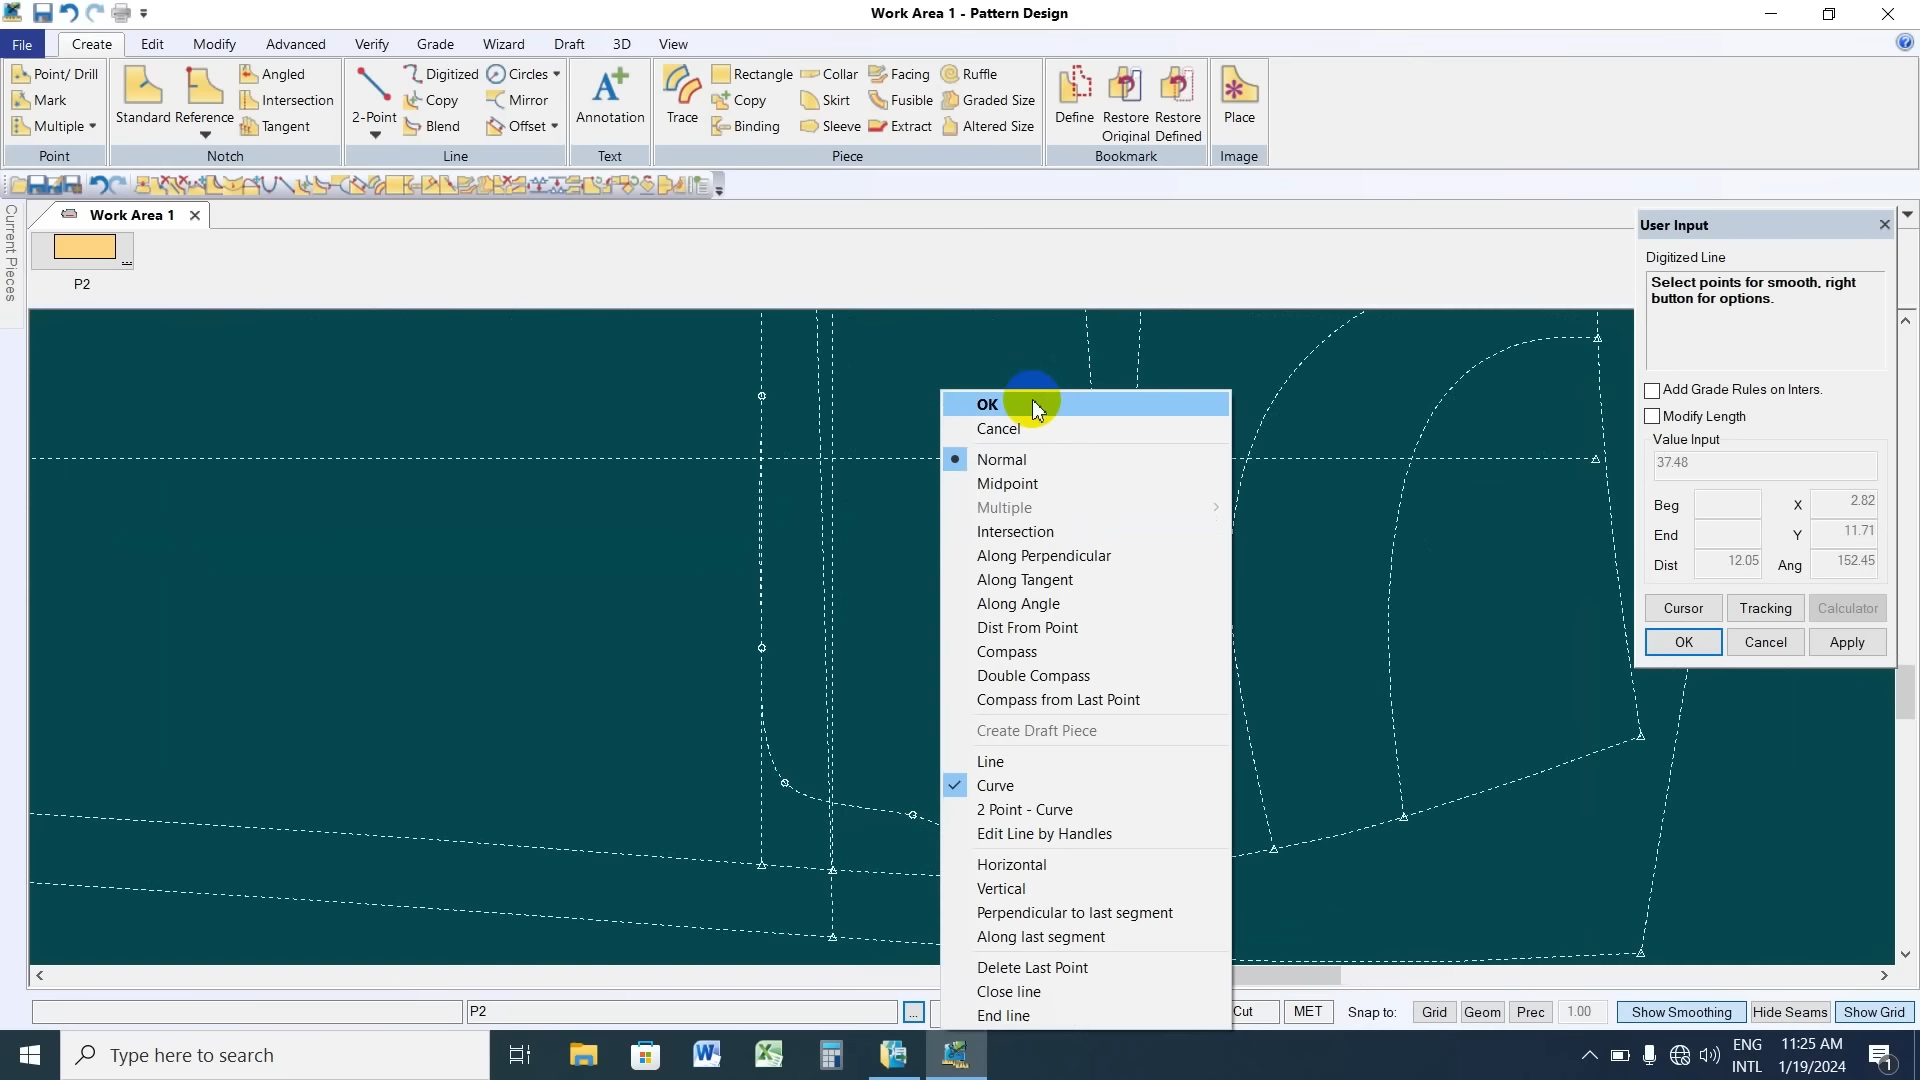 Work Area 1 - Pattern Design
File Create Edit Modify Advanced Verify Grade Wizard Draft 3D View
Point/ Drill
Mark
Multiple
Point
Standard Reference
Angled
Intersection
Tangent
Notch
2-Point
Digitized Circles
Copy Mirror
Blend Offset
Line
Annotation
Text
Trace
Rectangle Collar Facing Ruffle
Copy Skirt Fusible Graded Size
Binding Sleeve Extract Altered Size
Piece
Define Restore Original Restore Defined
Bookmark
Place
Image
Current Pieces
Work Area 1
P2
OK
Cancel
Normal
Midpoint
Multiple
Intersection
Along Perpendicular
Along Tangent
Along Angle
Dist From Point
Compass
Double Compass
Compass from Last Point
Create Draft Piece
Line
Curve
2 Point - Curve
Edit Line by Handles
Horizontal
Vertical
Perpendicular to last segment
Along last segment
Delete Last Point
Close line
End line
User Input
Digitized Line
Select points for smooth, right
button for options.
Add Grade Rules on Inters.
Modify Length
Value Input
37.48
Beg X 2.82
End Y 11.71
Dist 12.05 Ang 152.45
Cursor Tracking Calculator
OK Cancel Apply
P2 ... Cut MET Snap to: Grid Geom Prec 1.00 Show Smoothing Hide Seams Show Grid
Type here to search
ENG
INTL
11:25 AM
1/19/2024
1